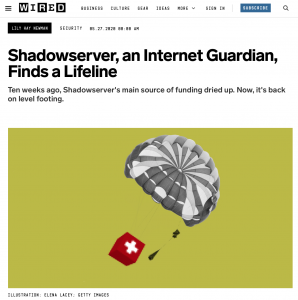 WIRED
BUSINESS CULTURE GEAR IDEAS MORE SIGN IN SUBSCRIBE
LILY HAY NEWMAN SECURITY 05.27.2020 08:00 AM
Shadowserver, an Internet Guardian,
Finds a Lifeline
Ten weeks ago, Shadowserver's main source of funding dried up. Now, it's back
on level footing.
ILLUSTRATION: ELENA LACEY; GETTY IMAGES